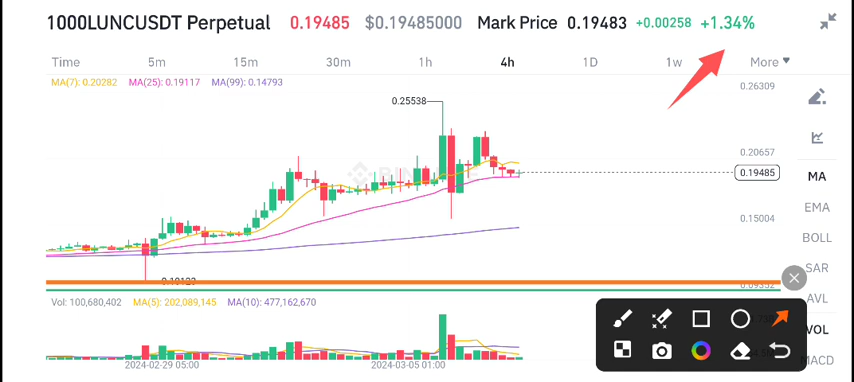 1000LUNCUSDT Perpetual 0.19485 $0.19485000 Mark Price 0.19483 +0.00258 +1.34%
Time 5m 15m 30m 1h 4h 1D 1w More
MA(7): 0.20282 MA(25): 0.19117 MA(99): 0.14793
0.26309
0.25538
0.20657
0.19485
MA
0.15004
EMA
BOLL
SAR
AVL
Vol: 100,680,402 MA(5): 202,089,145 MA(10): 477,162,670
VOL
MACD
2024-02-29 05:00 2024-03-05 01:00